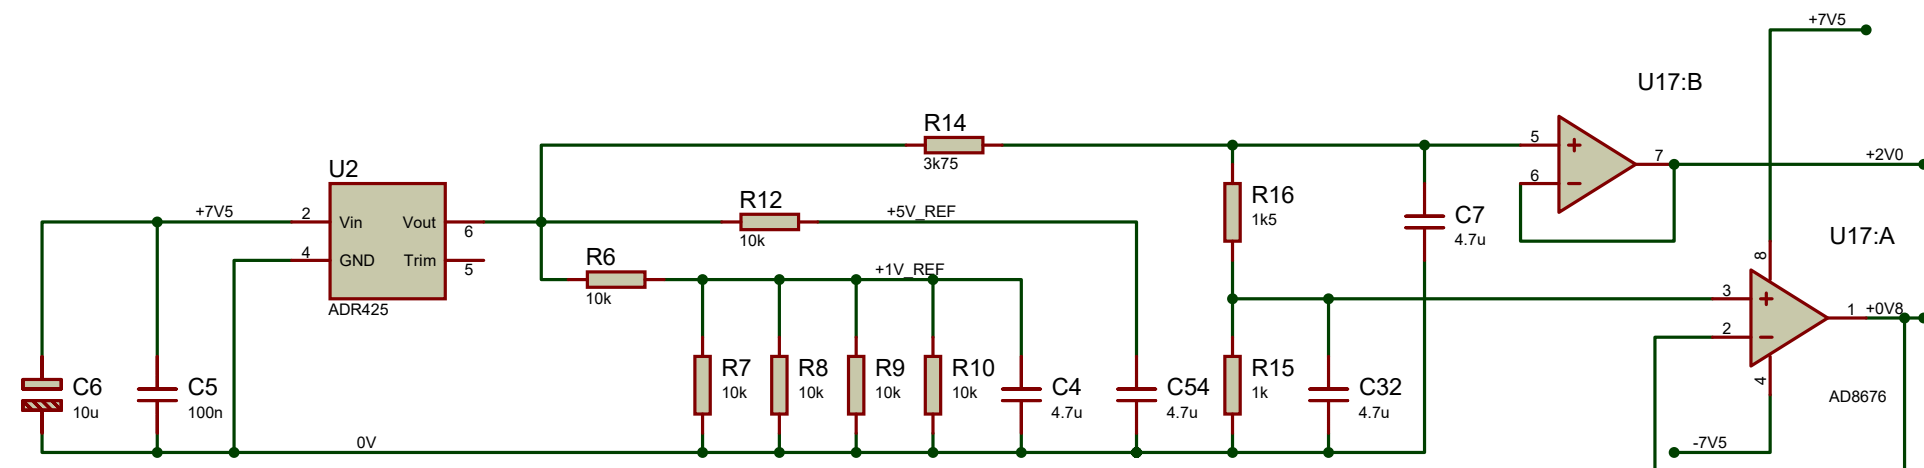 +7V5
U17:B
R14
3k75
5
7
+2V0
6
U2
+7V5
2
Vin
Vout
6
4
GND
Trim
5
ADR425
R12
10k
+5V_REF
R16
1k5
C7
4.7u
U17:A
8
R6
10k
+1V_REF
3
2
1
+0V8
4
AD8676
-7V5
C6
10u
C5
100n
R7
10k
R8
10k
R9
10k
R10
10k
C4
4.7u
C54
4.7u
R15
1k
C32
4.7u
0V